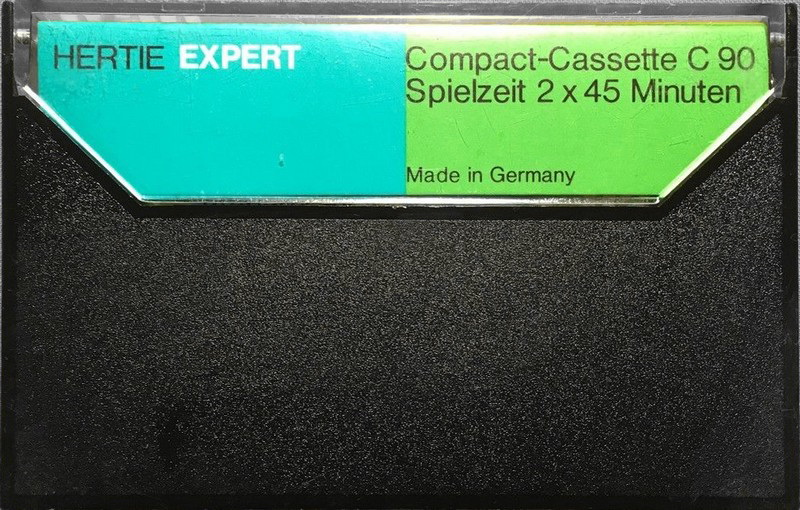 HERTIE EXPERT
Compact-Cassette C 90
Spielzeit 2 x 45 Minuten
Made in Germany